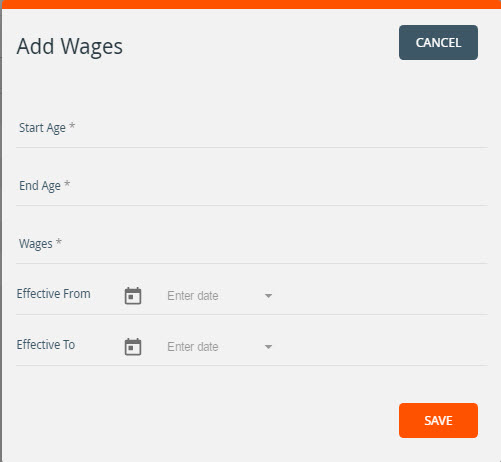 Add Wages
CANCEL
Start Age *
End Age *
Wages *
Effective From Enter date
Effective To Enter date
SAVE